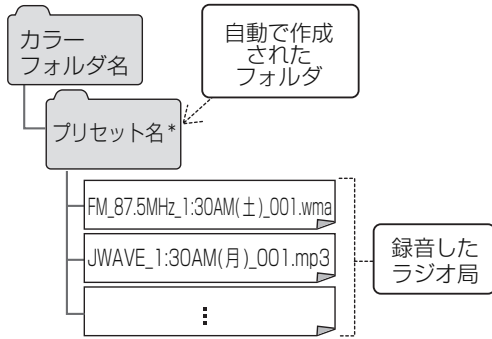 カラー
フォルダ名
自動で作成
された
フォルダ
プリセット名*
FM_87.5MHz_1:30AM(土)_001.wma
JWAVE_1:30AM(月)_001.mp3
録音した
ラジオ局
⋮